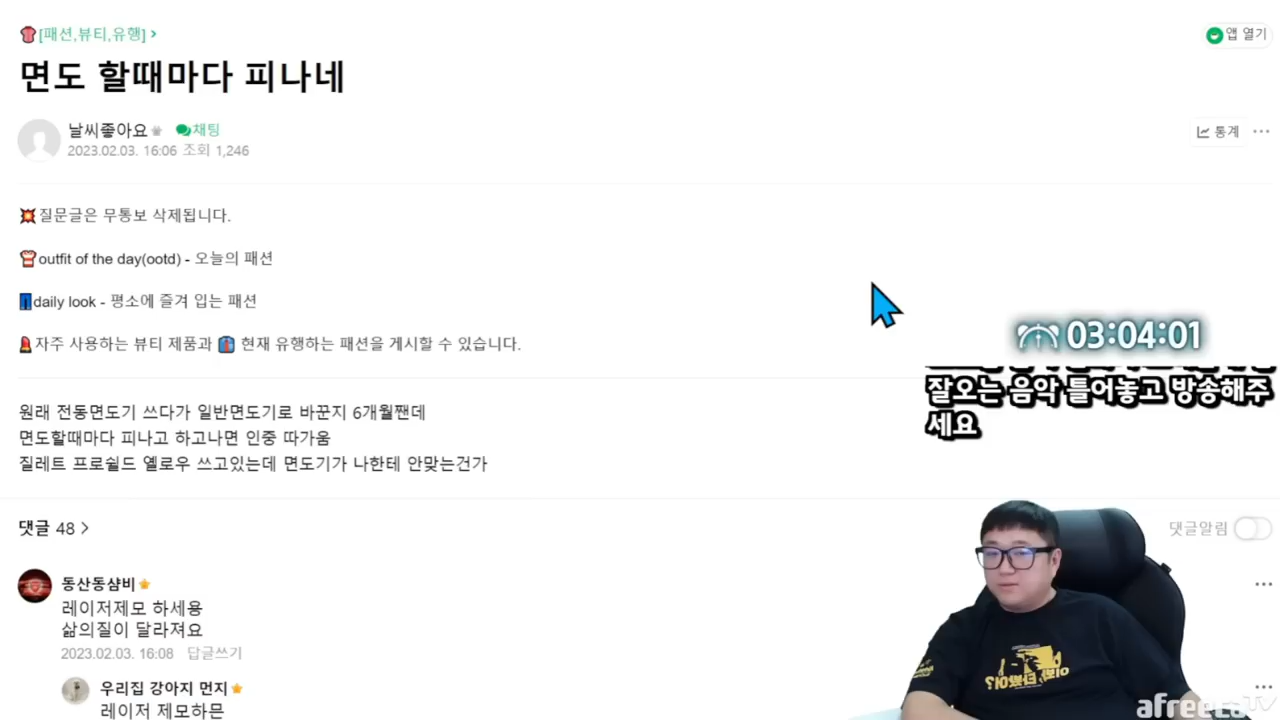 [패션,뷰티,유행] >
앱 열기
면도 할때마다 피나네
날씨좋아요 채팅
2023.02.03. 16:06 조회 1,246
통계
질문글은 무통보 삭제됩니다.
outfit of the day(ootd) - 오늘의 패션
daily look - 평소에 즐겨 입는 패션
자주 사용하는 뷰티 제품과 현재 유행하는 패션을 게시할 수 있습니다.
03:04:01
잘오는 음악 틀어놓고 방송해주
세요
원래 전동면도기 쓰다가 일반면도기로 바꾼지 6개월짼데
면도할때마다 피나고 하고나면 인중 따가움
질레트 프로쉴드 옐로우 쓰고있는데 면도기가 나한테 안맞는건가
댓글 48 >
댓글알림
동산동샴비
레이저제모 하세용
삶의질이 달라져요
2023.02.03. 16:08 답글쓰기
우리집 강아지 먼지
레이저 제모하믄
afreecaTV